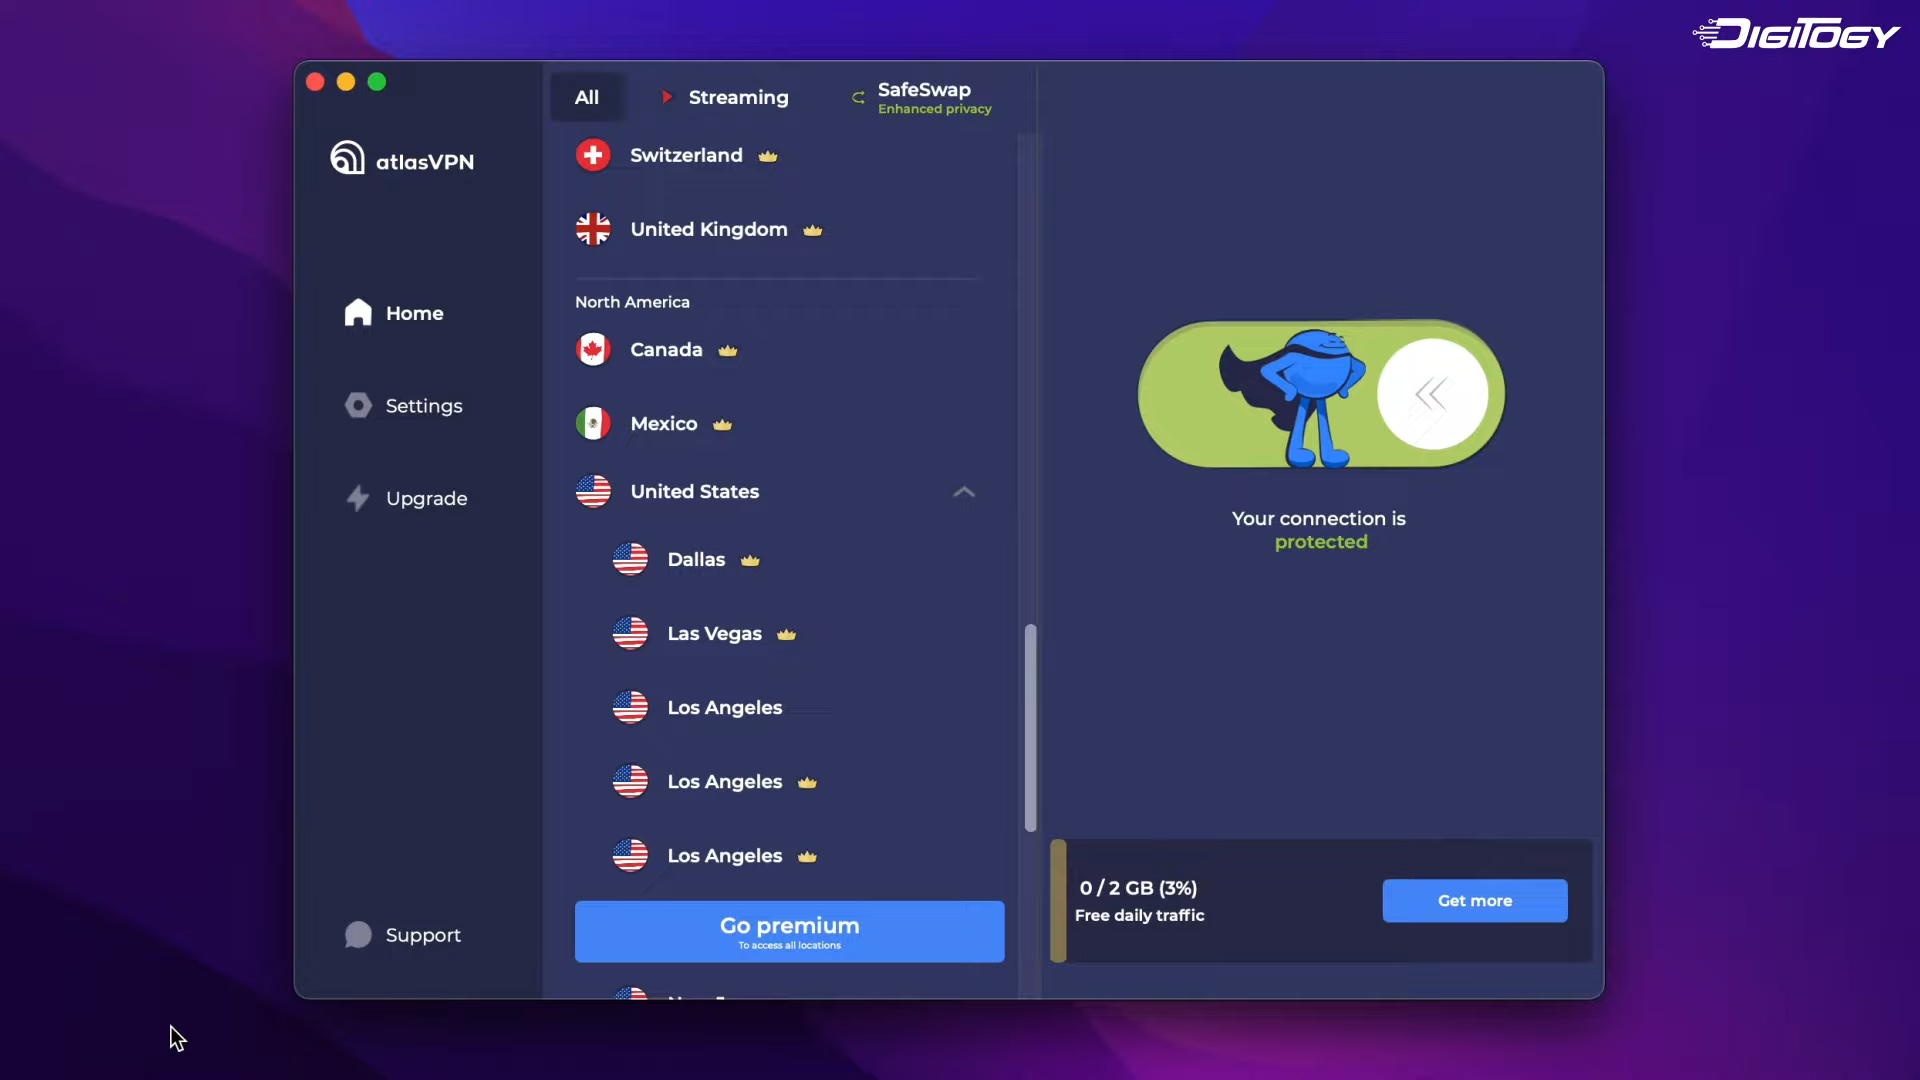 DIGITOGY
All
Streaming
SafeSwap
Enhanced privacy
atlasVPN
Home
Settings
Upgrade
Support
Switzerland
United Kingdom
North America
Canada
Mexico
United States
Dallas
Las Vegas
Los Angeles
Los Angeles
Los Angeles
Go premium
To access all locations
Your connection is
protected
0 / 2 GB (3%)
Free daily traffic
Get more